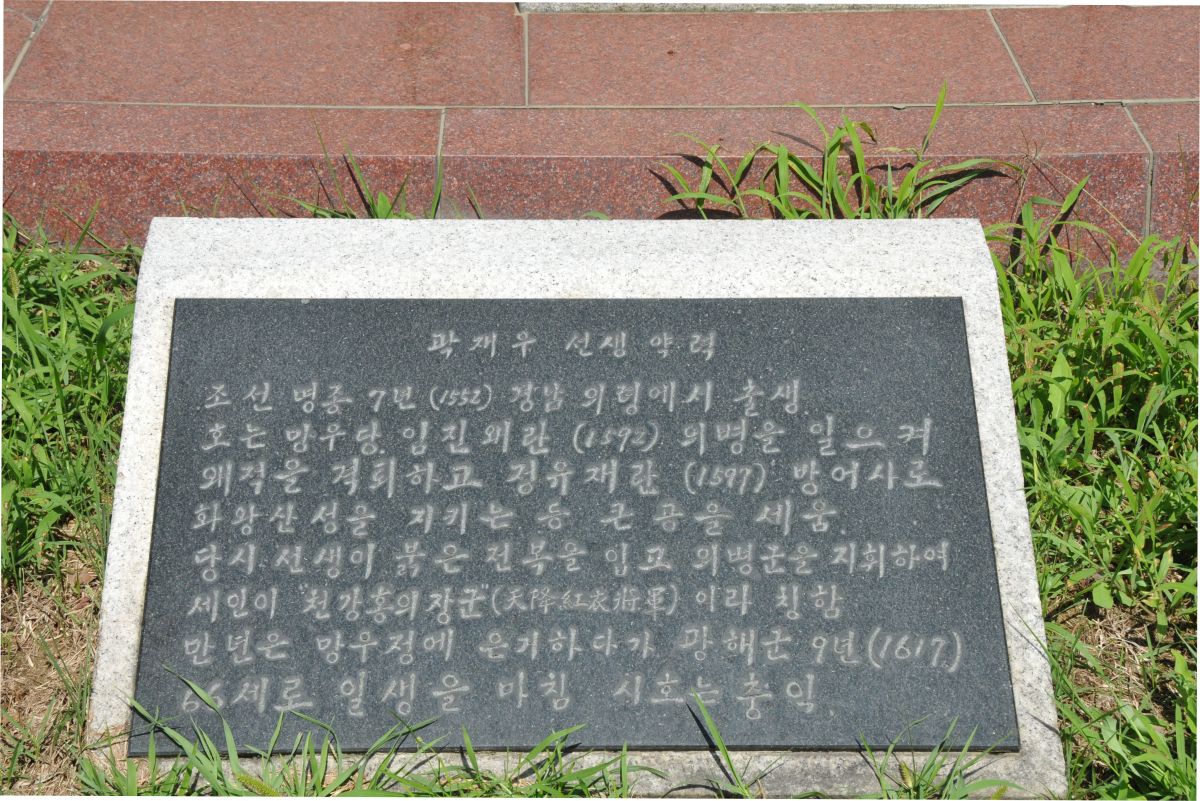 곽재우 선생 약력
조선 명종 7년 (1552) 경남 의령에서 출생.
호는 망우당. 임진왜란 (1592) 의병을 일으켜
왜적을 격퇴하고 정유재란 (1597) 방어사로
화왕산성을 지키는 등 큰 공을 세움.
당시 선생이 붉은 전복을 입고 의병군을 지휘하여
세인이 "천강홍의장군"(天降紅衣将軍) 이라 칭함
만년은 망우정에 은거하다가 광해군 9년(1617)
66세로 일생을 마침 시호는 충익.